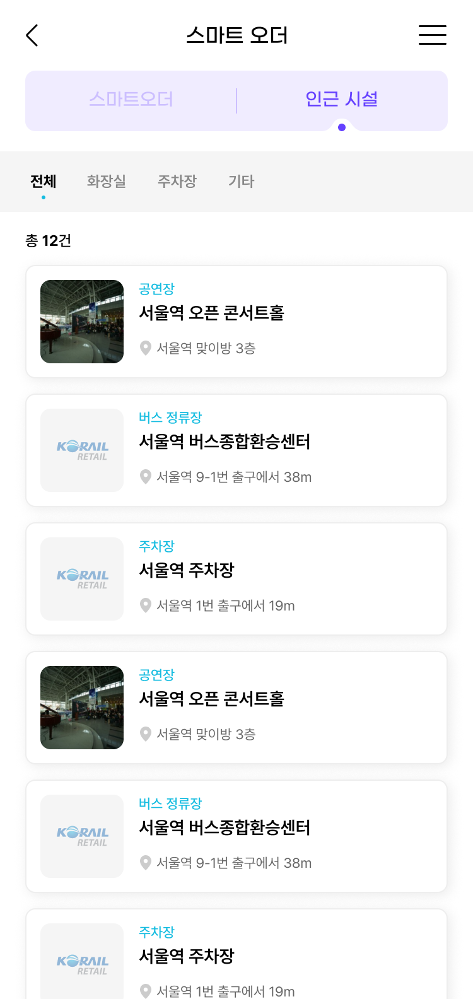 스마트 오더
스마트오더
인근 시설
전체 화장실 주차장 기타
총 12건
공연장
서울역 오픈 콘서트홀
서울역 맞이방 3층
KORAIL
RETAIL
버스 정류장
서울역 버스종합환승센터
서울역 9-1번 출구에서 38m
KORAIL
RETAIL
주차장
서울역 주차장
서울역 1번 출구에서 19m
공연장
서울역 오픈 콘서트홀
서울역 맞이방 3층
KORAIL
RETAIL
버스 정류장
서울역 버스종합환승센터
서울역 9-1번 출구에서 38m
KORAIL
RETAIL
주차장
서울역 주차장
서울역 1번 출구에서 19m